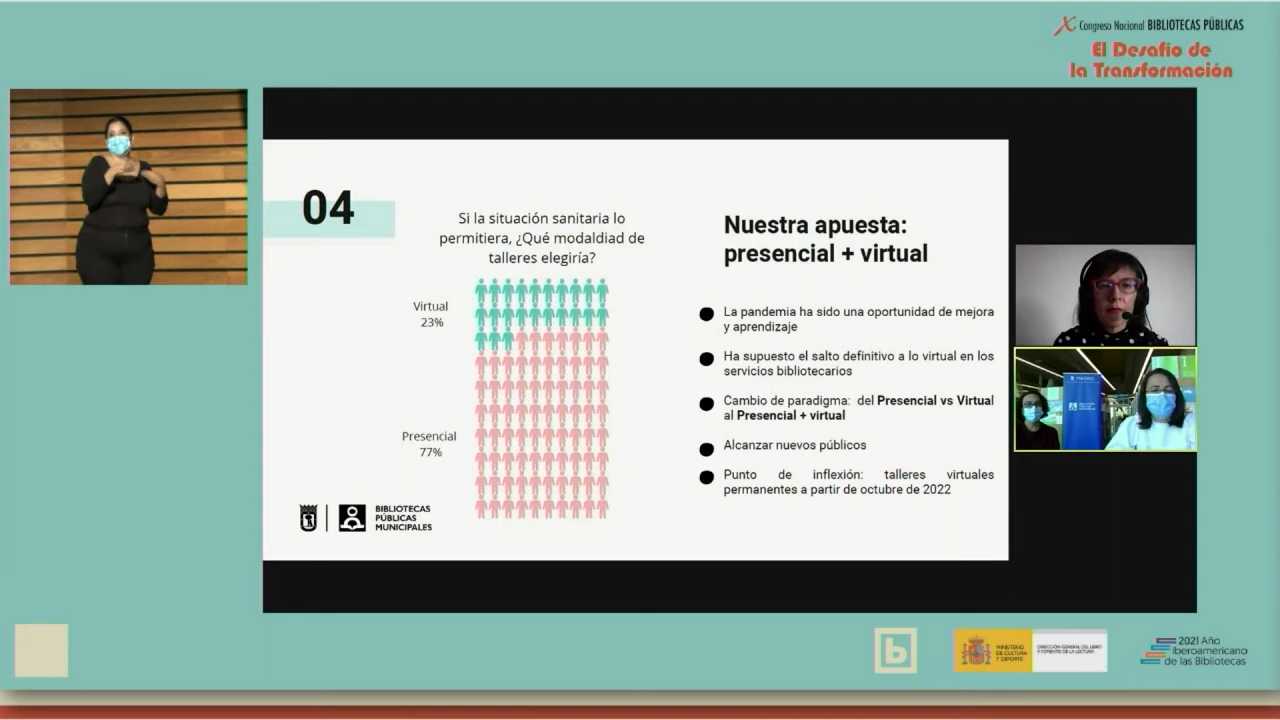 X Congreso Nacional BIBLIOTECAS PÚBLICAS
El Desafío de
la Transformación
04
Si la situación sanitaria lo
permitiera, ¿Qué modaldiad de
talleres elegiría?
Virtual
23%
Presencial
77%
BIBLIOTECAS
PÚBLICAS
MUNICIPALES
Nuestra apuesta:
presencial + virtual
La pandemia ha sido una oportunidad de mejora
y aprendizaje
Ha supuesto el salto definitivo a lo virtual en los
servicios bibliotecarios
Cambio de paradigma: del Presencial vs Virtual
al Presencial + virtual
Alcanzar nuevos públicos
Punto de inflexión: talleres virtuales
permanentes a partir de octubre de 2022
MADRID
b
MINISTERIO
DE CULTURA
Y DEPORTE
DIRECCIÓN GENERAL DEL LIBRO
Y FOMENTO DE LA LECTURA
2021 Año
Iberoamericano
de las Bibliotecas